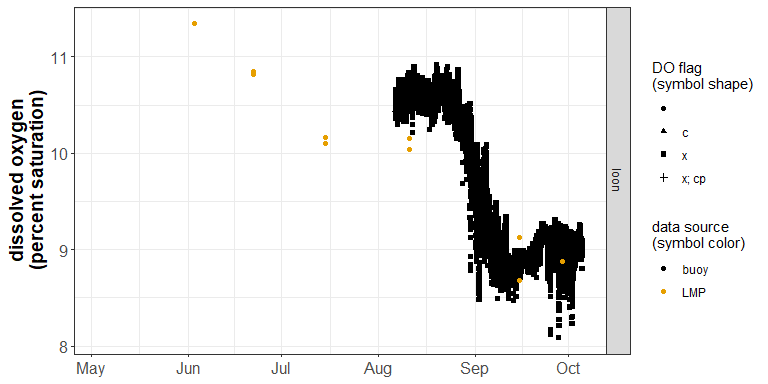 dissolved oxygen
(percent saturation)
11
10
9
8
May
Jun
Jul
Aug
Sep
Oct
loon
DO flag
(symbol shape)
c
x
x; cp
data source
(symbol color)
buoy
LMP